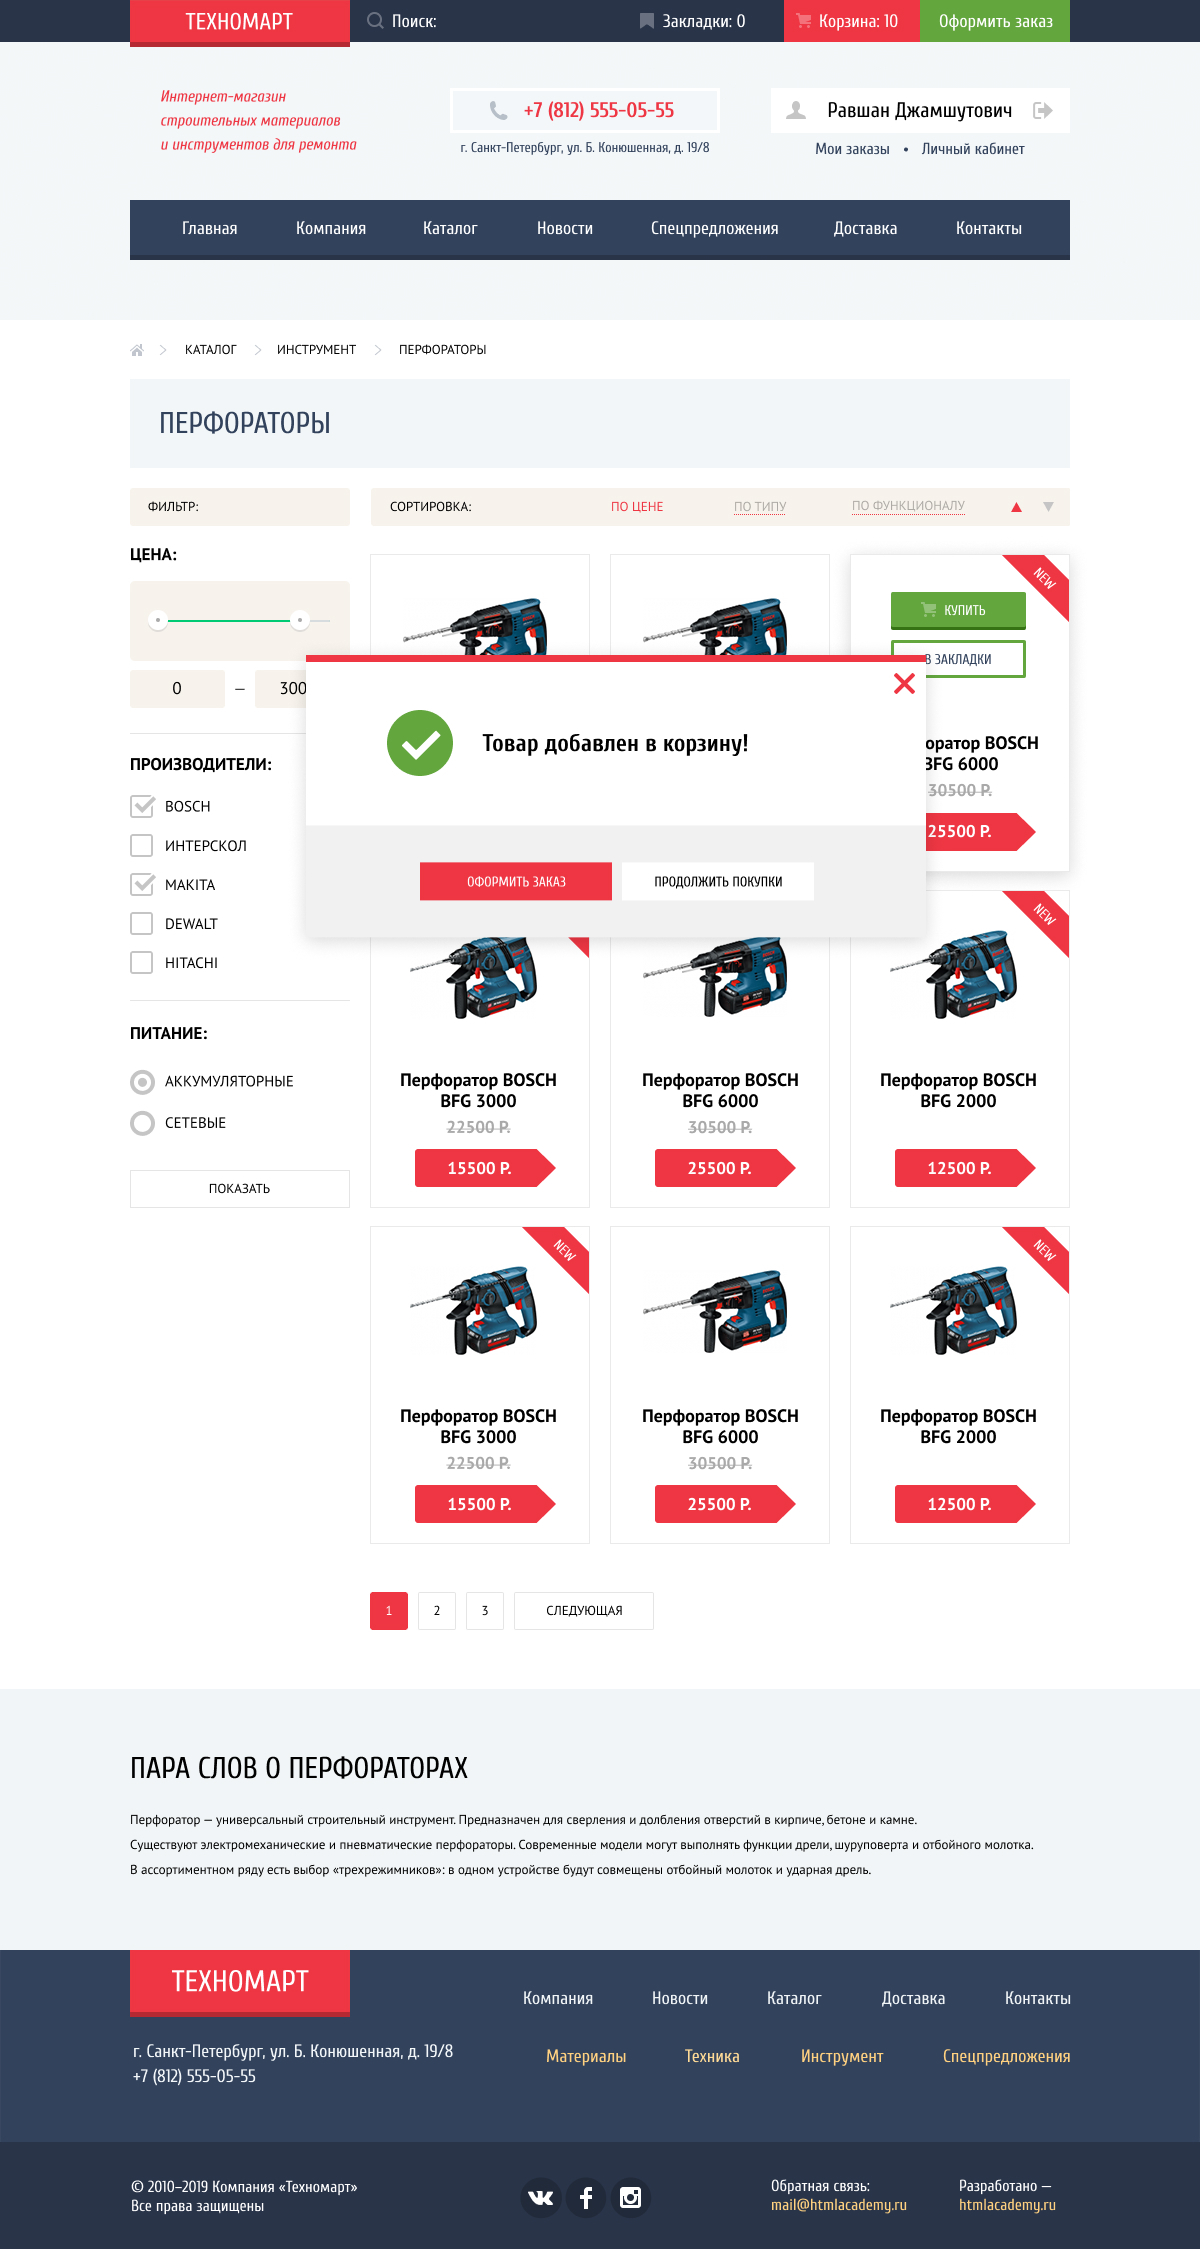 ТЕХНОМАРТ
Поиск:
Закладки: 0
Корзина: 10
Оформить заказ
Интернет-магазин
строительных материалов
и инструментов для ремонта
+7 (812) 555-05-55
г. Санкт-Петербург, ул. Б. Конюшенная, д. 19/8
Равшан Джамшутович
Мои заказы • Личный кабинет
Главная
Компания
Каталог
Новости
Спецпредложения
Доставка
Контакты
КАТАЛОГ
ИНСТРУМЕНТ
ПЕРФОРАТОРЫ
ПЕРФОРАТОРЫ
ФИЛЬТР:
СОРТИРОВКА:
ПО ЦЕНЕ
ПО ТИПУ
ПО ФУНКЦИОНАЛУ
ЦЕНА:
0
–
300
ПРОИЗВОДИТЕЛИ:
BOSCH
ИНТЕРСКОЛ
MAKITA
DEWALT
HITACHI
ПИТАНИЕ:
АККУМУЛЯТОРНЫЕ
СЕТЕВЫЕ
ПОКАЗАТЬ
NEW
КУПИТЬ
В ЗАКЛАДКИ
оратор BOSCH
BFG 6000
30500 Р.
25500 Р.
Товар добавлен в корзину!
ОФОРМИТЬ ЗАКАЗ
ПРОДОЛЖИТЬ ПОКУПКИ
NEW
Перфоратор BOSCH
BFG 3000
22500 Р.
15500 Р.
Перфоратор BOSCH
BFG 6000
30500 Р.
25500 Р.
Перфоратор BOSCH
BFG 2000
12500 Р.
NEW
NEW
Перфоратор BOSCH
BFG 3000
22500 Р.
15500 Р.
Перфоратор BOSCH
BFG 6000
30500 Р.
25500 Р.
Перфоратор BOSCH
BFG 2000
12500 Р.
1
2
3
СЛЕДУЮЩАЯ
ПАРА СЛОВ О ПЕРФОРАТОРАХ
Перфоратор — универсальный строительный инструмент. Предназначен для сверления и долбления отверстий в кирпиче, бетоне и камне.
Существуют электромеханические и пневматические перфораторы. Современные модели могут выполнять функции дрели, шуруповерта и отбойного молотка.
В ассортиментном ряду есть выбор «трехрежимников»: в одном устройстве будут совмещены отбойный молоток и ударная дрель.
ТЕХНОМАРТ
Компания
Новости
Каталог
Доставка
Контакты
г. Санкт-Петербург, ул. Б. Конюшенная, д. 19/8
+7 (812) 555-05-55
Материалы
Техника
Инструмент
Спецпредложения
© 2010–2019 Компания «Техномарт»
Все права защищены
Обратная связь:
mail@htmlacademy.ru
Разработано —
htmlacademy.ru